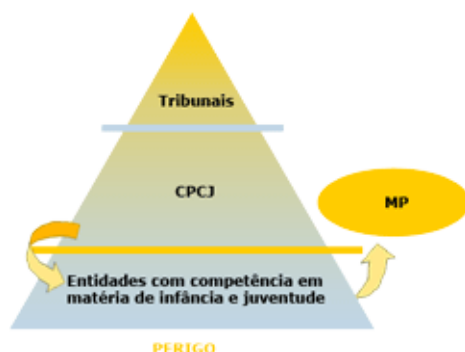 Tribunais
CPCJ
MP
Entidades com competência em
matéria de infância e juventude
PERIGO